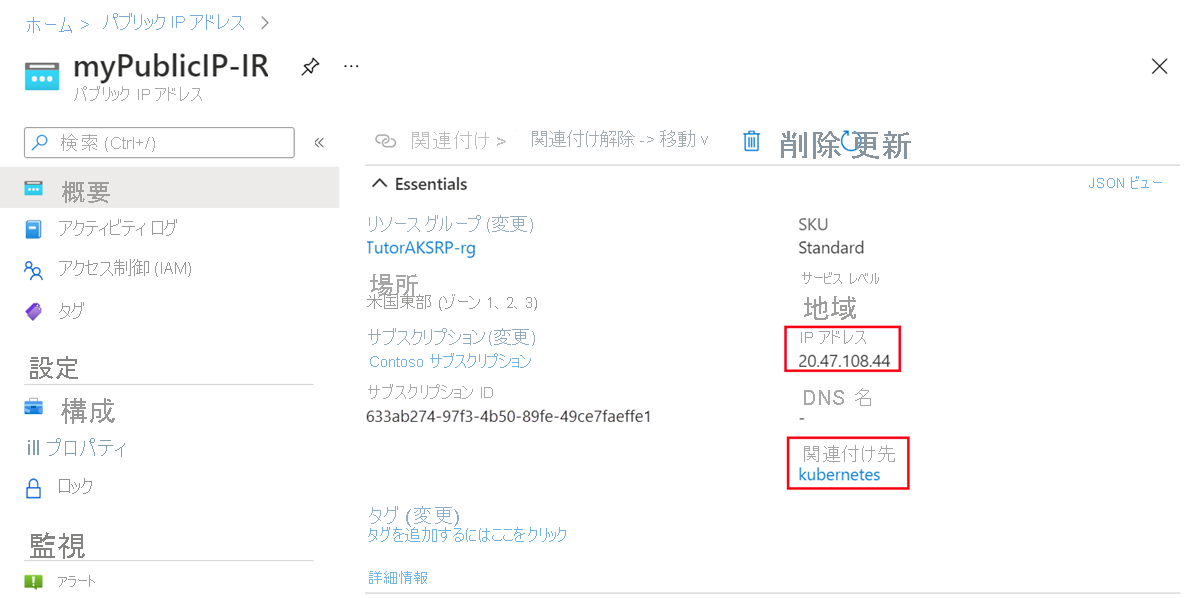 ホーム > パブリック IP アドレス >
myPublicIP-IR ...
パブリック IP アドレス
検索 (Ctrl+/) «
概要
アクティビティ ログ
アクセス制御 (IAM)
タグ
設定
構成
ill プロパティ
ロック
監視
アラート
関連付け > 関連付け解除 -> 移動 ∨ 削除 更新
Essentials
JSON ビュー
リソース グループ (変更)
TutorAKSRP-rg
場所
米国東部 (ゾーン 1、2、3)
サブスクリプション (変更)
Contoso サブスクリプション
サブスクリプション ID
633ab274-97f3-4b50-89fe-49ce7faeffe1
SKU
Standard
サービス レベル
地域
IP アドレス
20.47.108.44
DNS 名
-
関連付け先
kubernetes
タグ (変更)
タグを追加するにはここをクリック
詳細情報